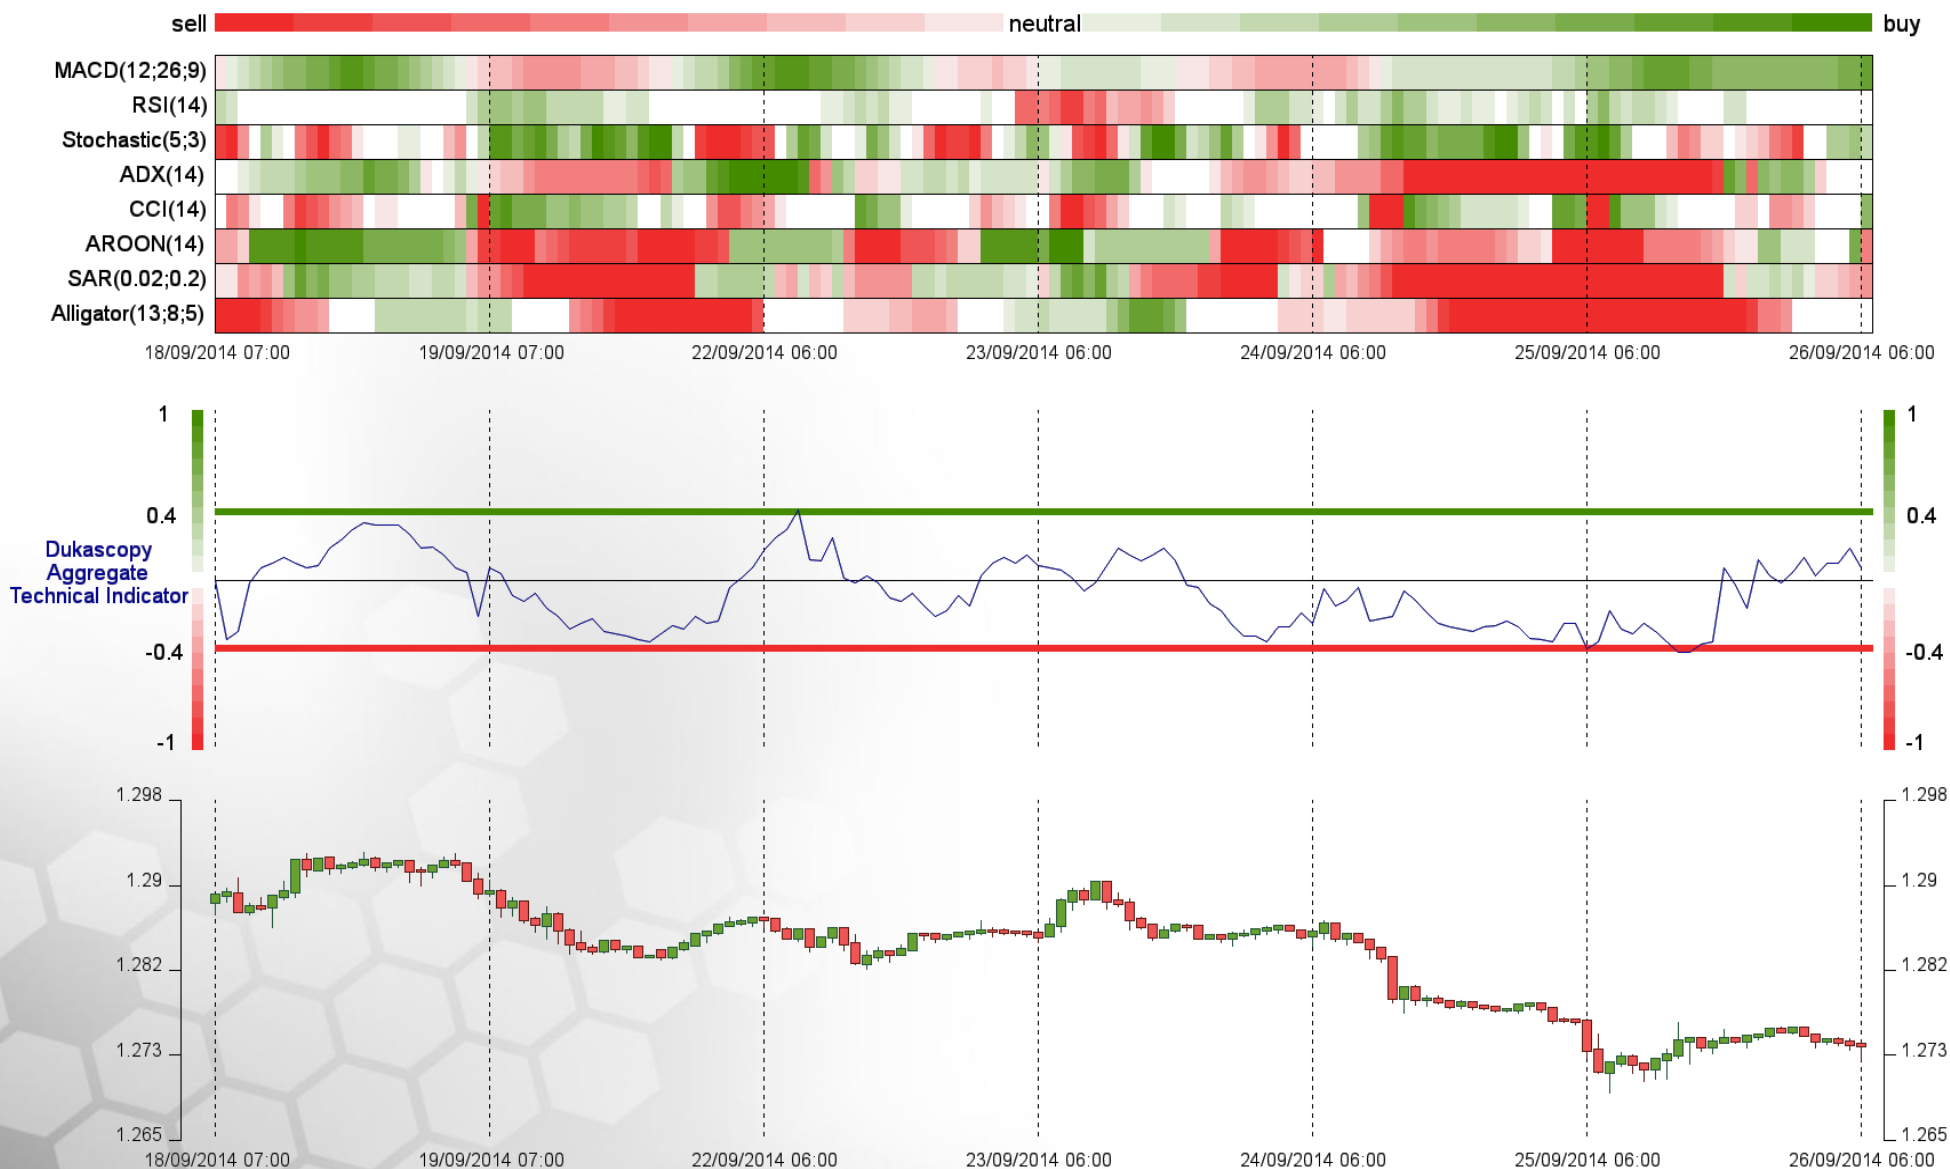 sell neutral buy
MACD(12;26;9)
RSI(14)
Stochastic(5;3)
ADX(14)
CCI(14)
AROON(14)
SAR(0.02;0.2)
Alligator(13;8;5)
18/09/2014 07:00 19/09/2014 07:00 22/09/2014 06:00 23/09/2014 06:00 24/09/2014 06:00 25/09/2014 06:00 26/09/2014 06:00
1 1
0.4 0.4
Dukascopy
Aggregate
Technical Indicator
-0.4 -0.4
-1 -1
1.298 1.298
1.29 1.29
1.282 1.282
1.273 1.273
1.265 1.265
18/09/2014 07:00 19/09/2014 07:00 22/09/2014 06:00 23/09/2014 06:00 24/09/2014 06:00 25/09/2014 06:00 26/09/2014 06:00